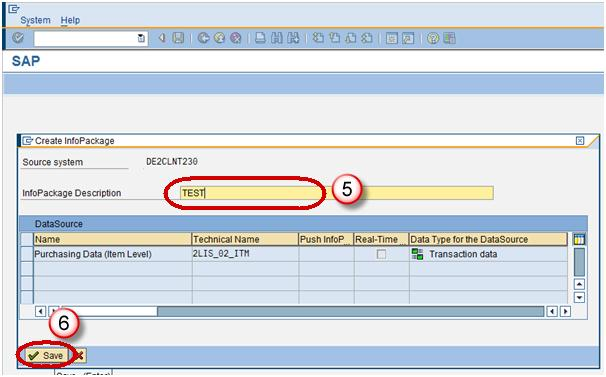 System Help
SAP
Create InfoPackage
Source system DE2CLNT230
InfoPackage Description TEST
5
DataSource
Name Technical Name Push InfoP... Real-Time ... Data Type for the DataSource
Purchasing Data (Item Level) 2LIS_02_ITM Transaction data
6
Save
Save (Enter)